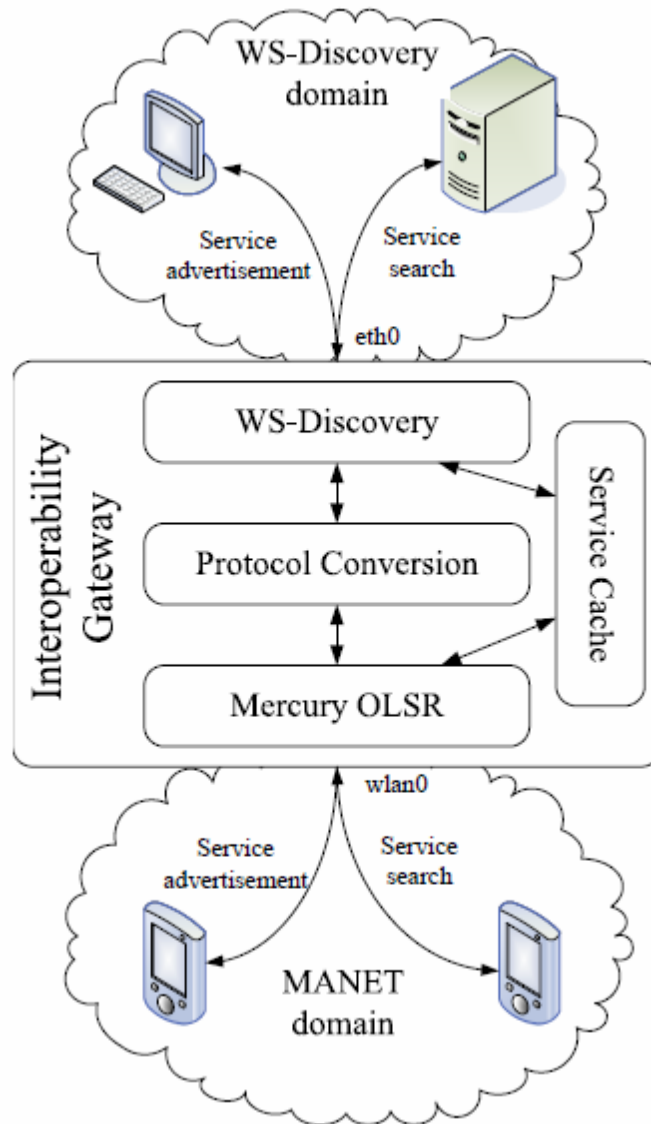 WS-Discovery
domain
Service
advertisement
Service
search
eth0
Interoperability
Gateway
WS-Discovery
Protocol Conversion
Mercury OLSR
Service Cache
wlan0
Service
advertisement
Service
search
MANET
domain